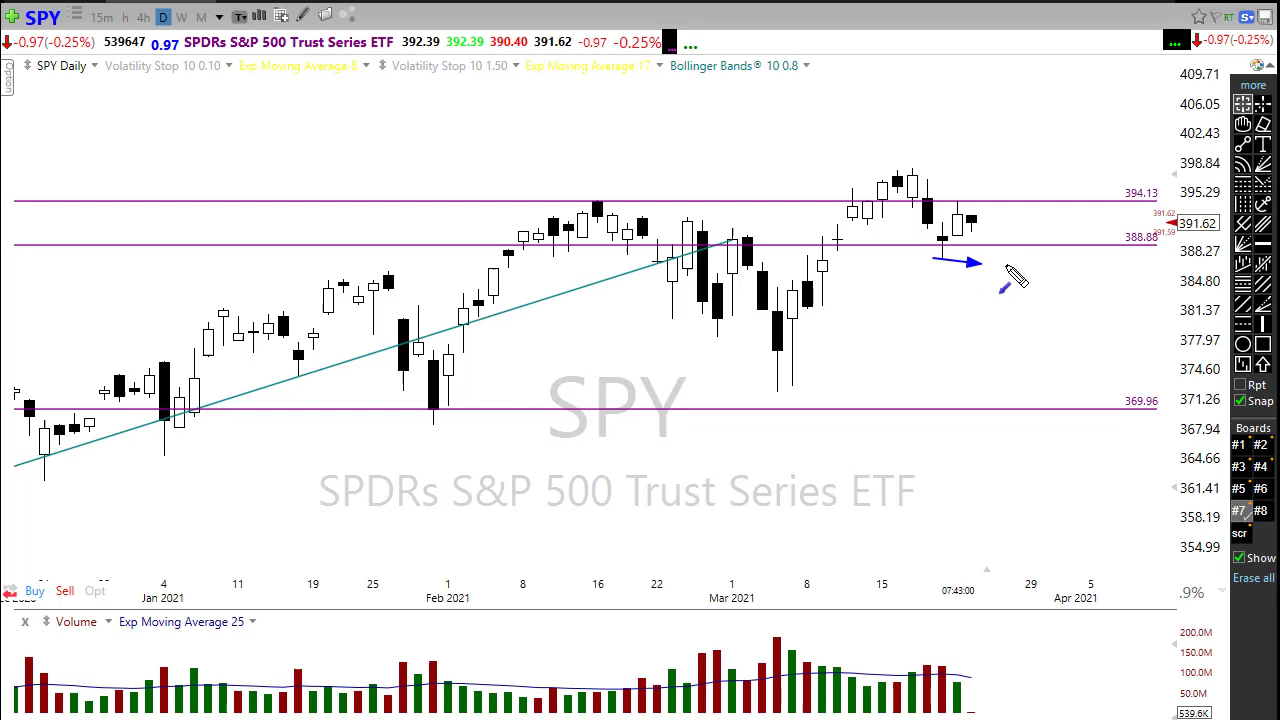 SPY 15m h 4h D W M T RT S
-0.97(-0.25%) 539647 0.97 SPDRs S&P 500 Trust Series ETF 392.39 392.39 390.40 391.62 -0.97 -0.25% ... ... -0.97(-0.25%)
SPY Daily Volatility Stop 10 0.10 Exp Moving Average 8 Volatility Stop 10 1.50 Exp Moving Average 17 Bollinger Bands® 10 0.8
Option
409.71
406.05
402.43
398.84
395.29
391.62
388.27
384.80
381.37
377.97
374.60
371.26
367.94
364.66
361.41
358.19
354.99
394.13
391.62
391.59
388.88
369.96
SPY
SPDRs S&P 500 Trust Series ETF
4 11 19 25 1 8 16 22 1 8 15 07:43:00 29 5
Jan 2021 Feb 2021 Mar 2021 Apr 2021
Buy Sell Opt
.9%
x Volume Exp Moving Average 25
200.0M
150.0M
100.0M
50.0M
539.6K
more
T
Rpt
Snap
Boards
#1 #2
#3 #4
#5 #6
#7 #8
scr
Show
Erase all